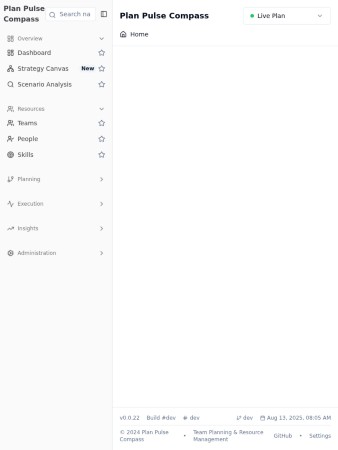 Plan Pulse
Compass
Search na
Overview
Dashboard
Strategy Canvas New
Scenario Analysis
Resources
Teams
People
Skills
Planning
Execution
Insights
Administration
Plan Pulse Compass
Live Plan
Home
v0.0.22 Build #dev dev
dev Aug 13, 2025, 08:05 AM
© 2024 Plan Pulse
Compass
•
Team Planning & Resource
Management
GitHub • Settings